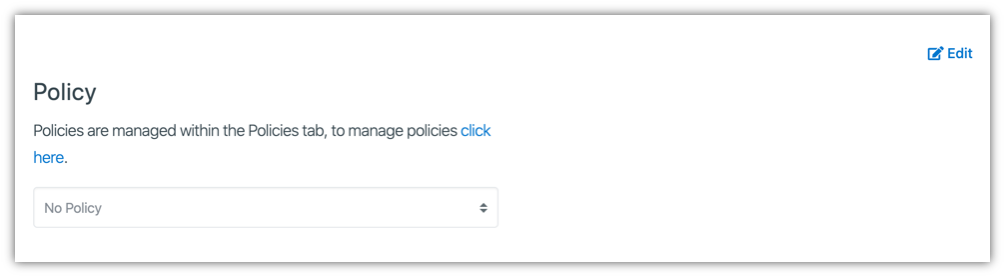 Edit
Policy
Policies are managed within the Policies tab, to manage policies click
here.
No Policy